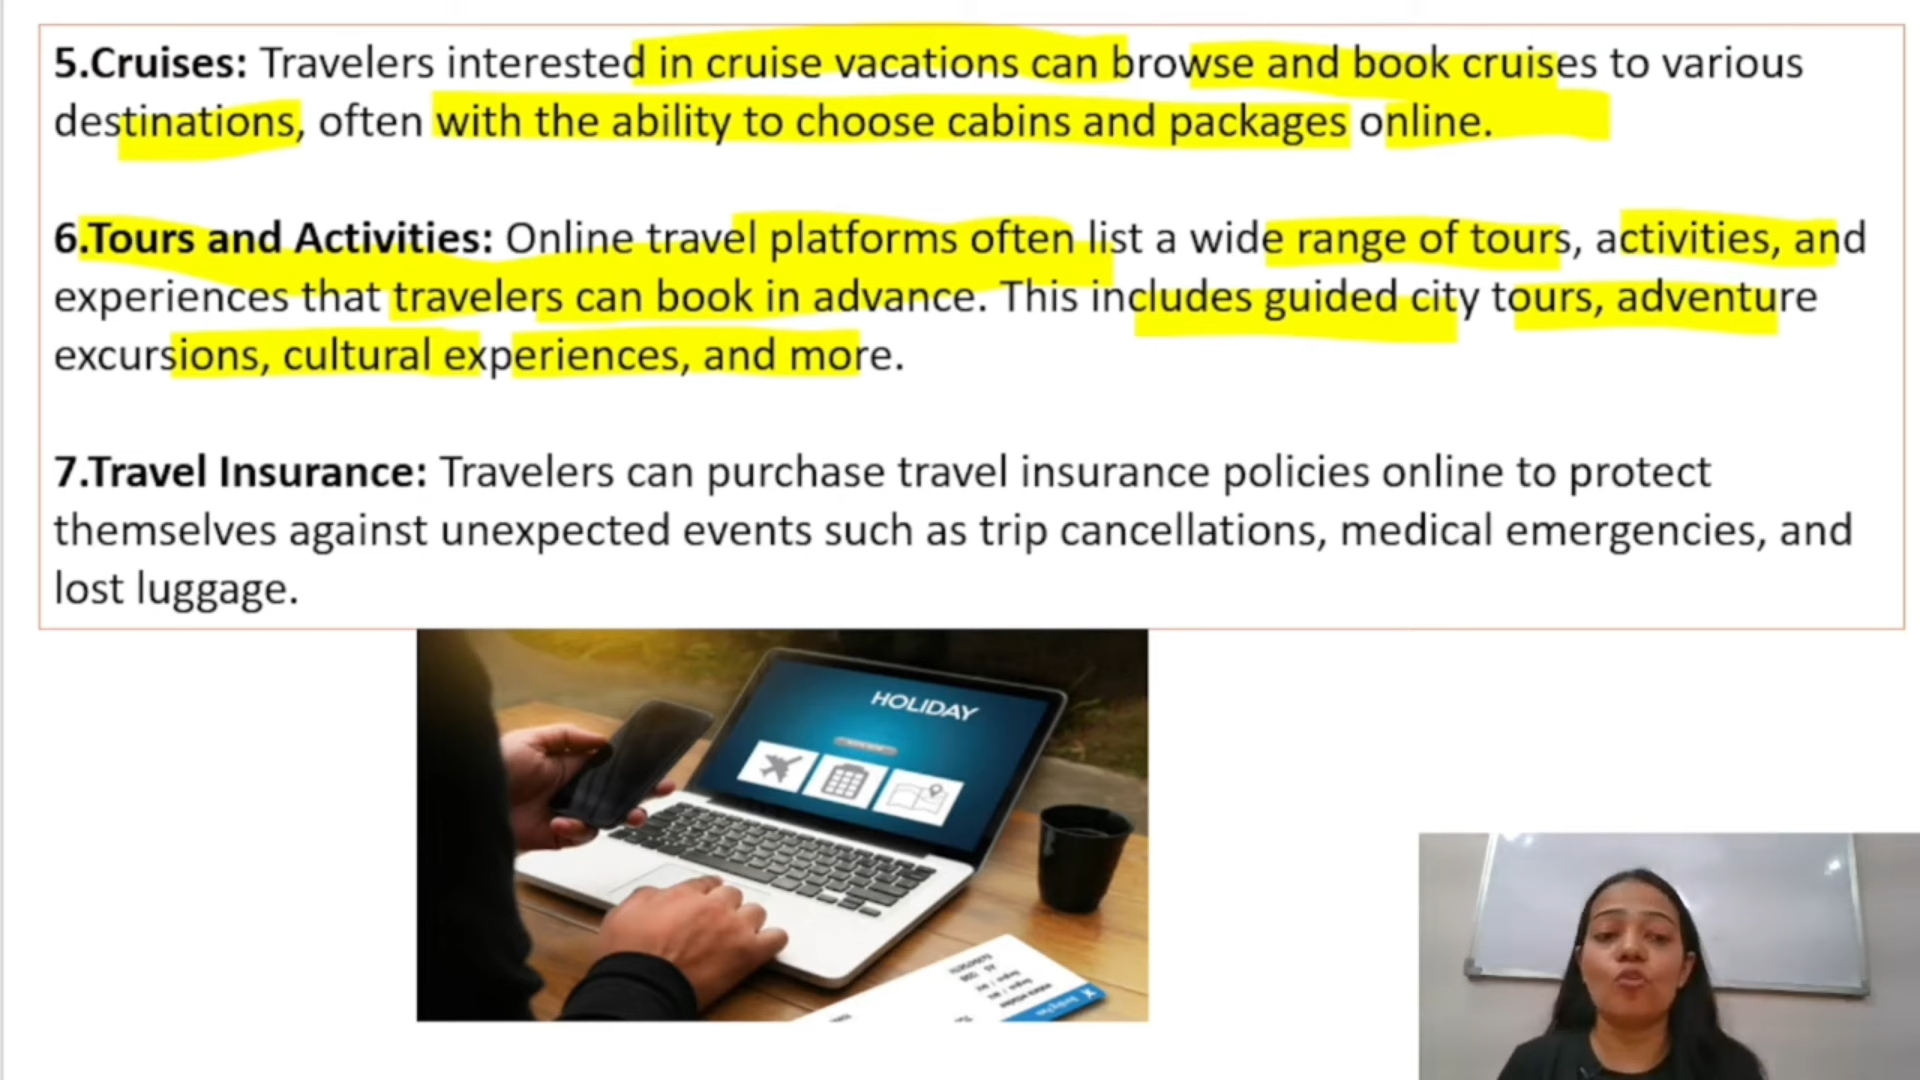 5.Cruises: Travelers interested in cruise vacations can browse and book cruises to various
destinations, often with the ability to choose cabins and packages online.
6.Tours and Activities: Online travel platforms often list a wide range of tours, activities, and
experiences that travelers can book in advance. This includes guided city tours, adventure
excursions, cultural experiences, and more.
7.Travel Insurance: Travelers can purchase travel insurance policies online to protect
themselves against unexpected events such as trip cancellations, medical emergencies, and
lost luggage.
HOLIDAY